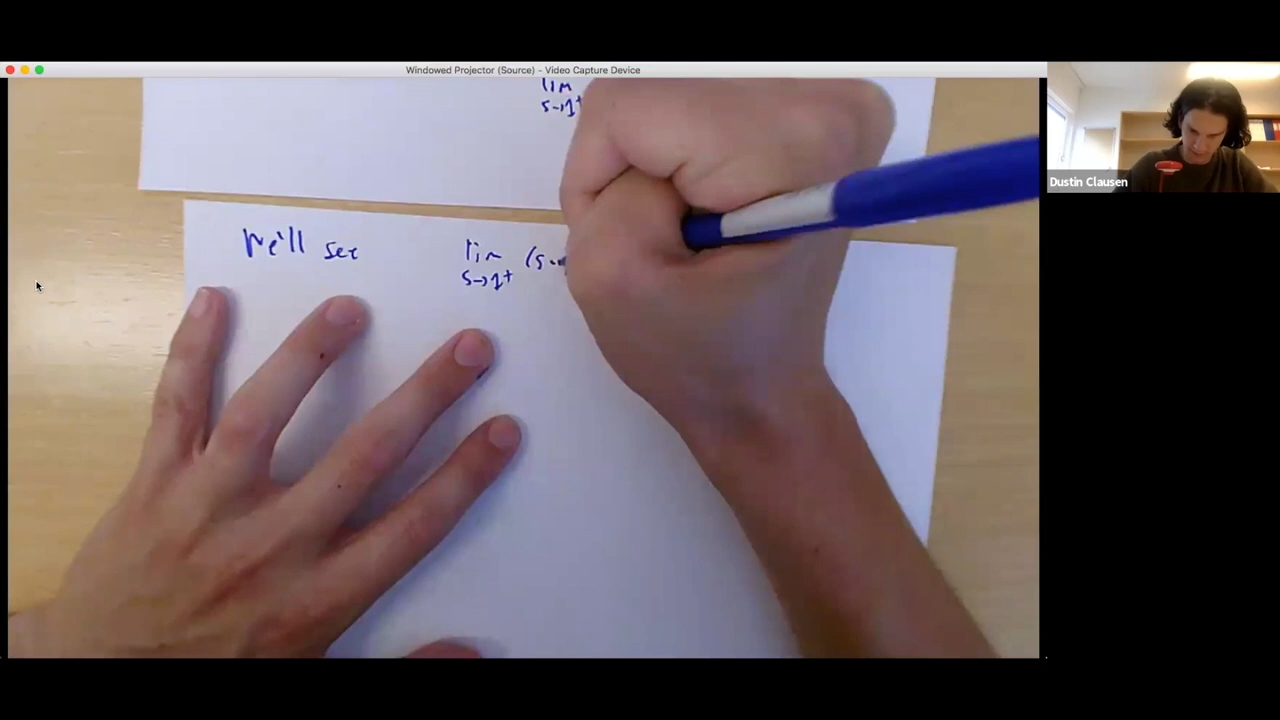 Windowed Projector (Source) - Video Capture Device
lim
s→1⁺
Dustin Clausen
We'll see lim (s-
s→1⁺